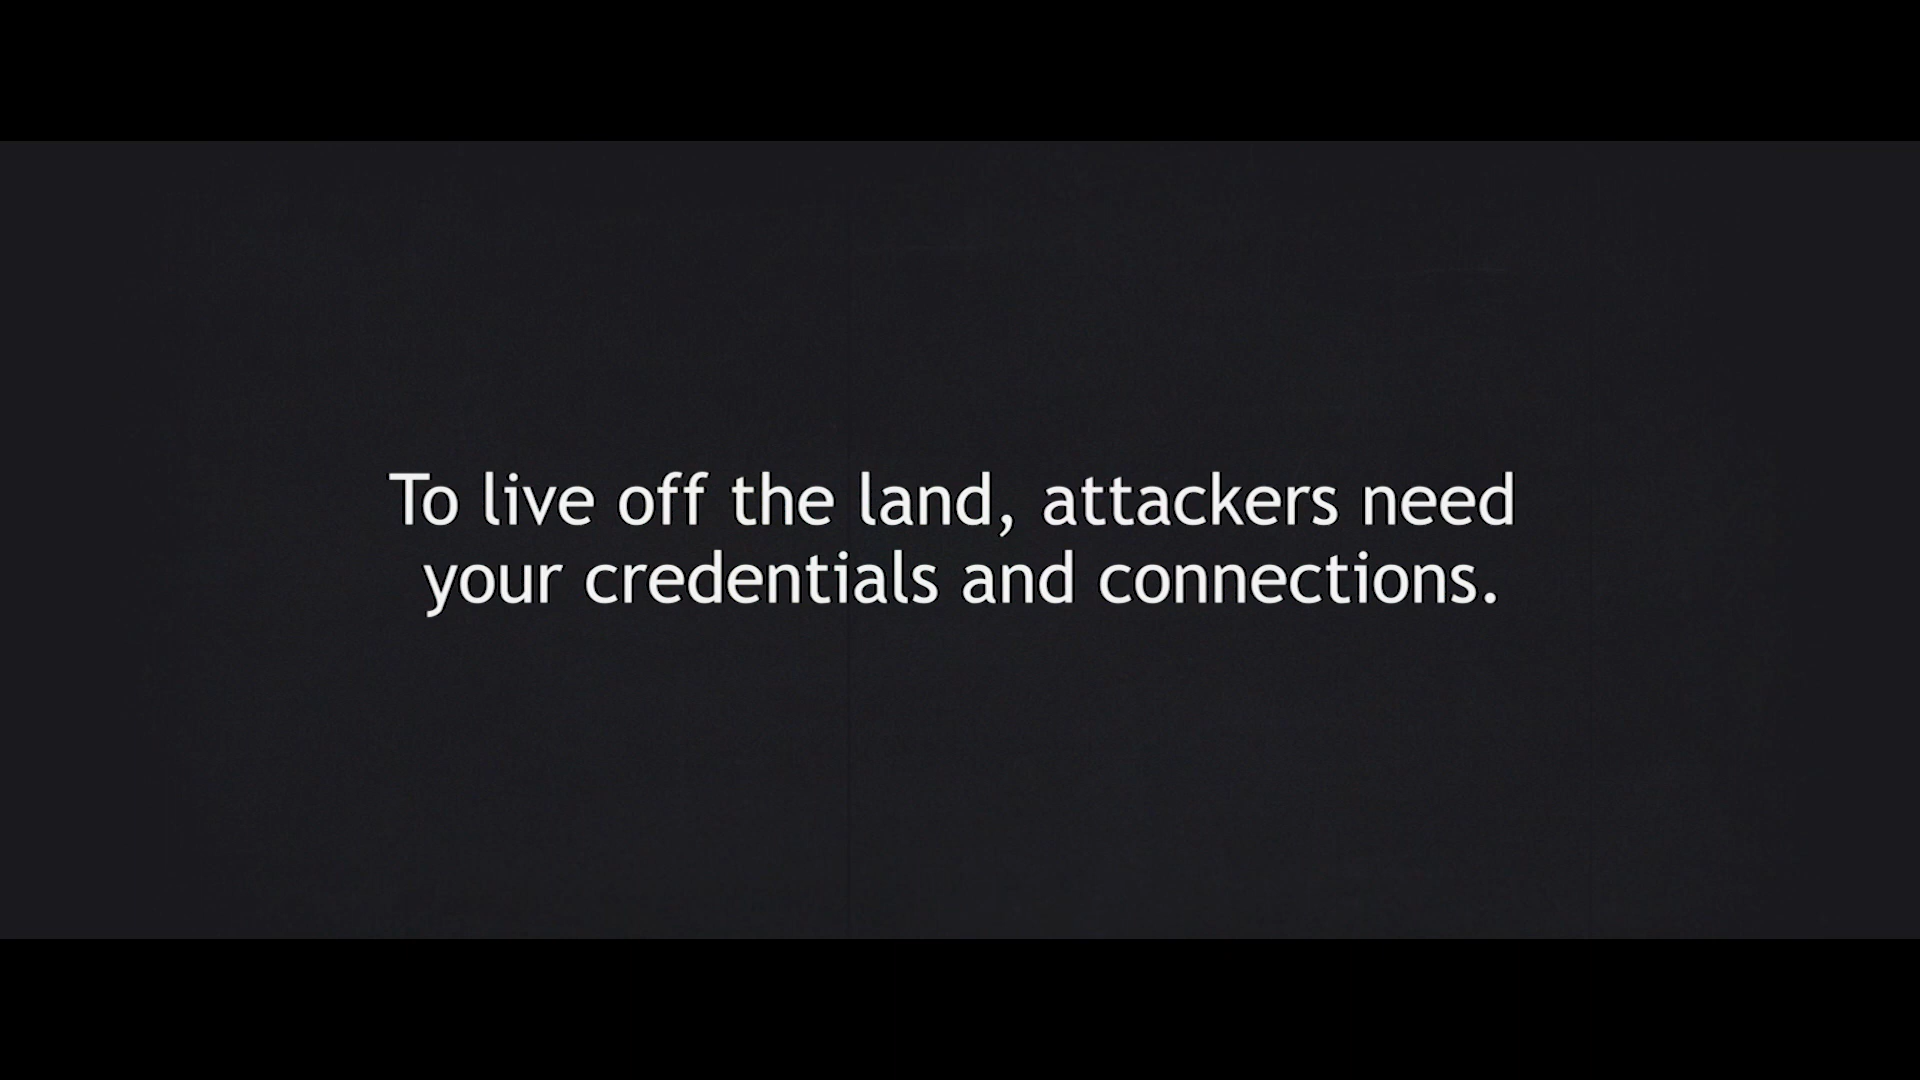 To live off the land, attackers need
your credentials and connections.